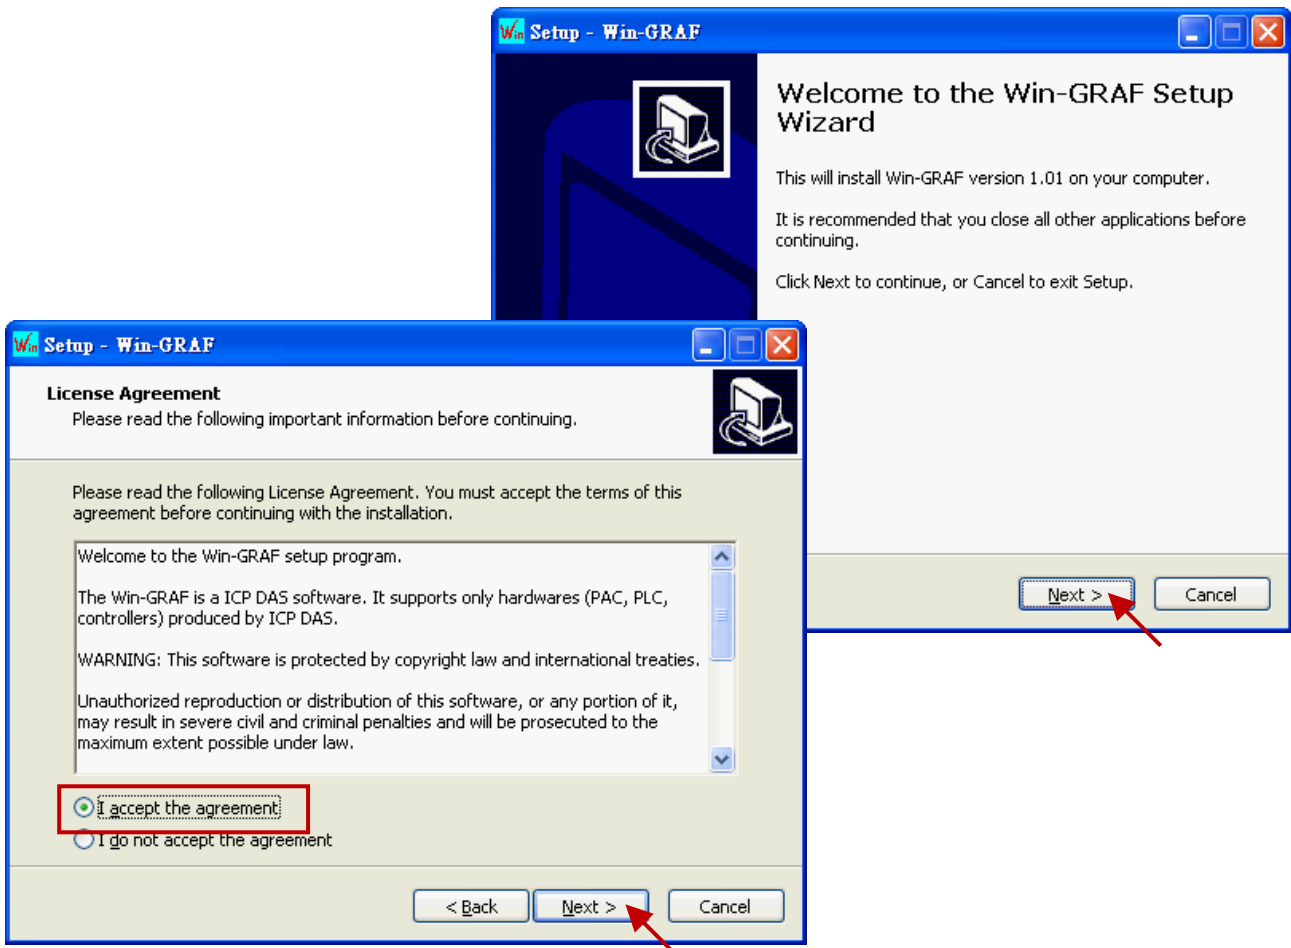 Win Setup - Win-GRAF
Welcome to the Win-GRAF Setup
Wizard
This will install Win-GRAF version 1.01 on your computer.
It is recommended that you close all other applications before
continuing.
Click Next to continue, or Cancel to exit Setup.
Next >
Cancel
Win Setup - Win-GRAF
License Agreement
Please read the following important information before continuing.
Please read the following License Agreement. You must accept the terms of this
agreement before continuing with the installation.
Welcome to the Win-GRAF setup program.
The Win-GRAF is a ICP DAS software. It supports only hardwares (PAC, PLC,
controllers) produced by ICP DAS.
WARNING: This software is protected by copyright law and international treaties.
Unauthorized reproduction or distribution of this software, or any portion of it,
may result in severe civil and criminal penalties and will be prosecuted to the
maximum extent possible under law.
I accept the agreement
I do not accept the agreement
< Back
Next >
Cancel